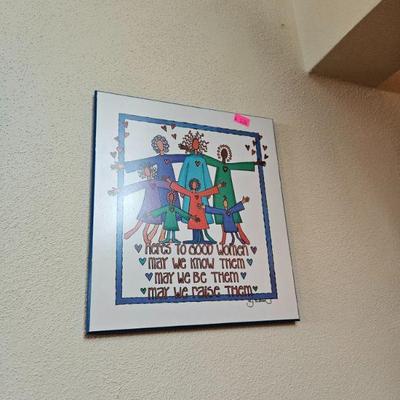 Here's to Good women
may we know them
may we be them
may we raise them